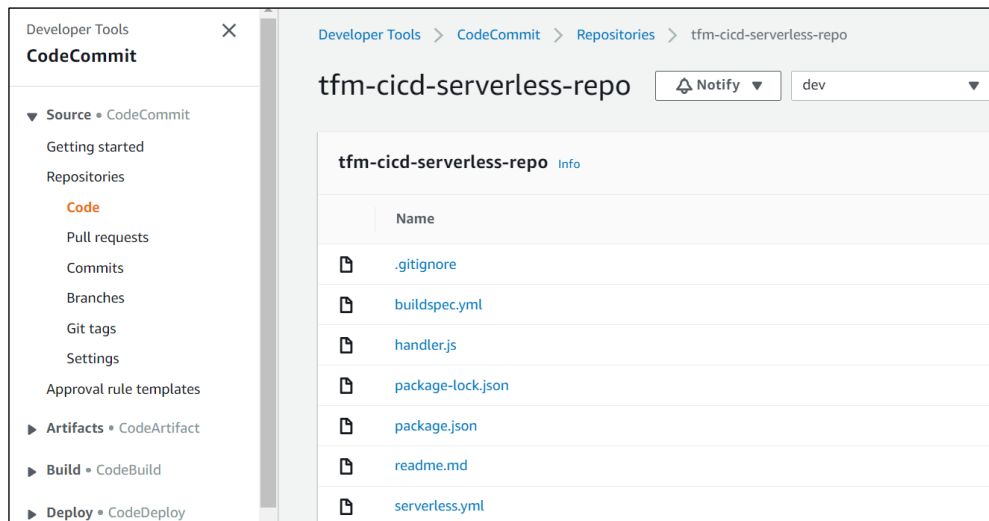 Developer Tools
CodeCommit
Source • CodeCommit
Getting started
Repositories
Code
Pull requests
Commits
Branches
Git tags
Settings
Approval rule templates
Artifacts • CodeArtifact
Build • CodeBuild
Deploy • CodeDeploy
Developer Tools > CodeCommit > Repositories > tfm-cicd-serverless-repo
tfm-cicd-serverless-repo Notify dev
tfm-cicd-serverless-repo Info
Name
.gitignore
buildspec.yml
handler.js
package-lock.json
package.json
readme.md
serverless.yml